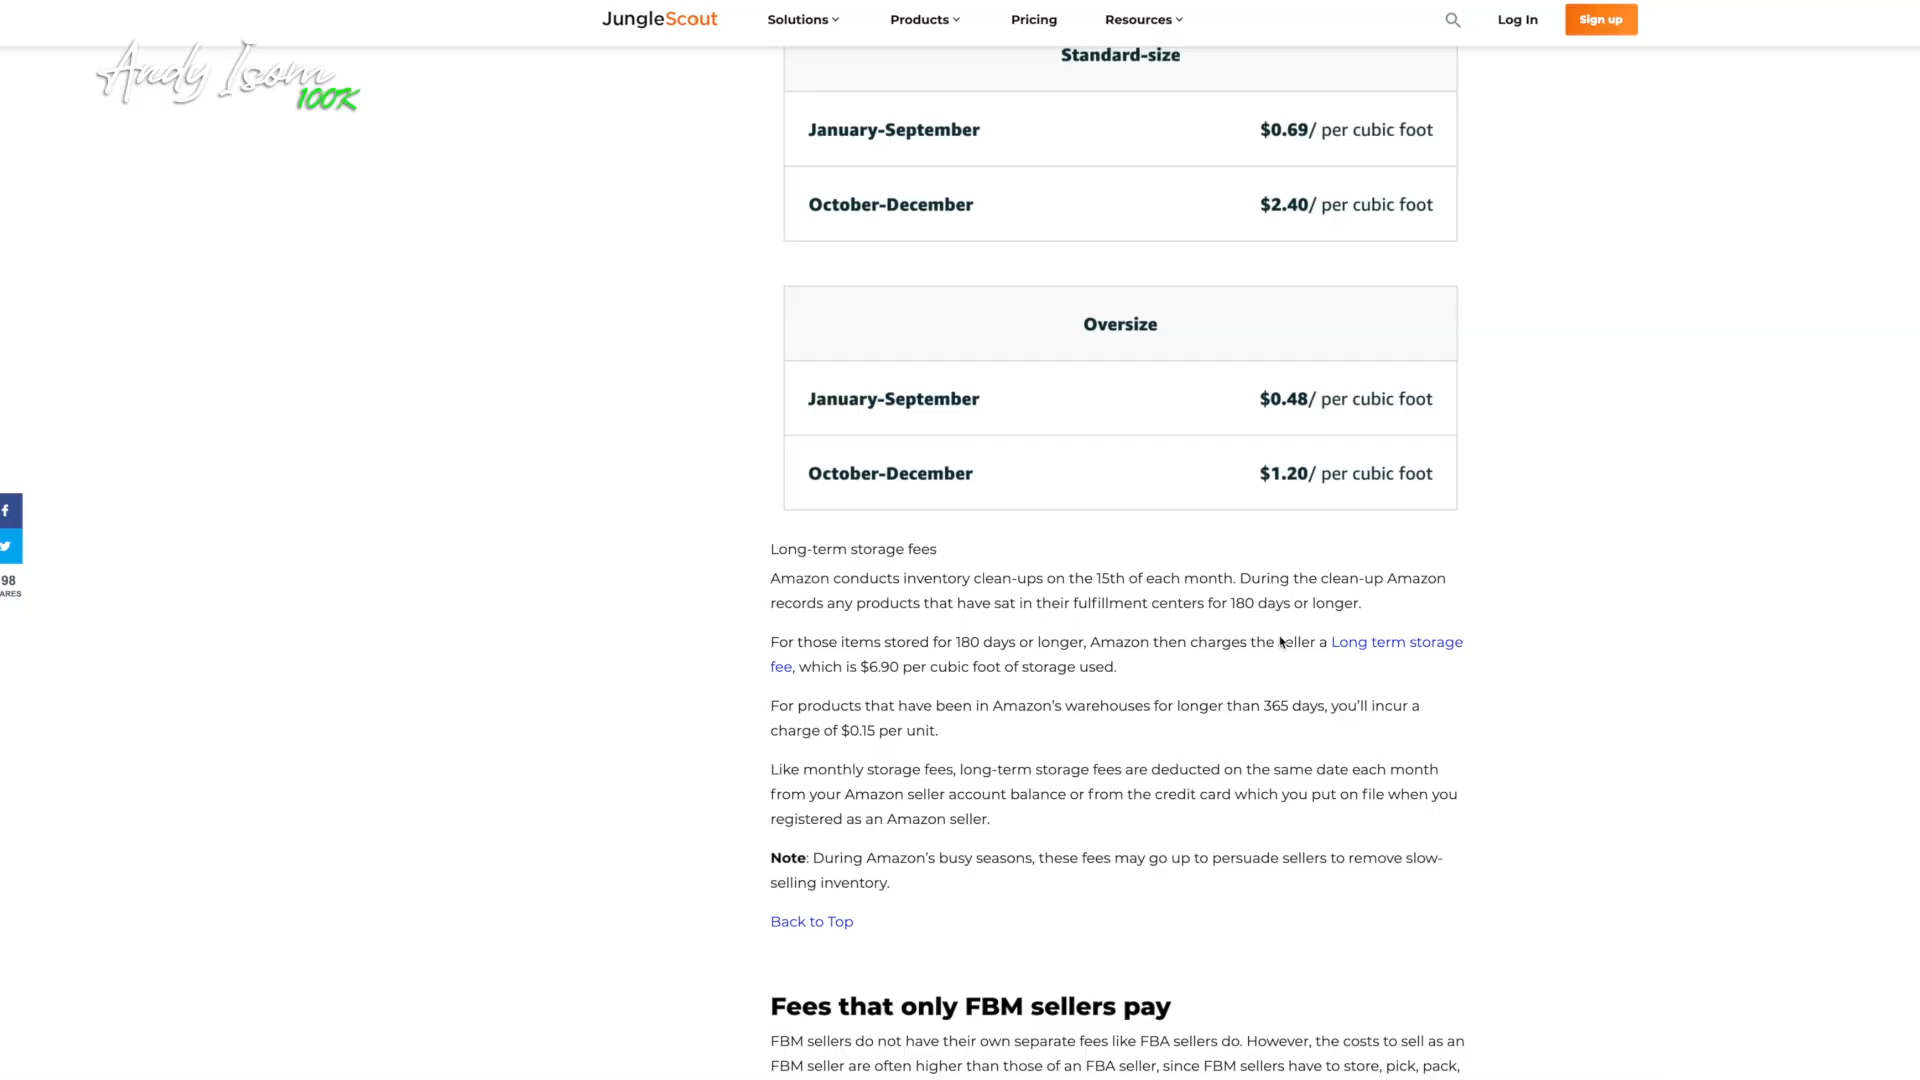 JungleScout
Solutions
Products
Pricing
Resources
Log In
Sign up
Andy Isom
100K
Standard-size
January-September $0.69/ per cubic foot
October-December $2.40/ per cubic foot
Oversize
January-September $0.48/ per cubic foot
October-December $1.20/ per cubic foot
98
ARES
Long-term storage fees
Amazon conducts inventory clean-ups on the 15th of each month. During the clean-up Amazon
records any products that have sat in their fulfillment centers for 180 days or longer.
For those items stored for 180 days or longer, Amazon then charges the seller a Long term storage
fee, which is $6.90 per cubic foot of storage used.
For products that have been in Amazon’s warehouses for longer than 365 days, you’ll incur a
charge of $0.15 per unit.
Like monthly storage fees, long-term storage fees are deducted on the same date each month
from your Amazon seller account balance or from the credit card which you put on file when you
registered as an Amazon seller.
Note: During Amazon’s busy seasons, these fees may go up to persuade sellers to remove slow-
selling inventory.
Back to Top
Fees that only FBM sellers pay
FBM sellers do not have their own separate fees like FBA sellers do. However, the costs to sell as an
FBM seller are often higher than those of an FBA seller, since FBM sellers have to store, pick, pack,